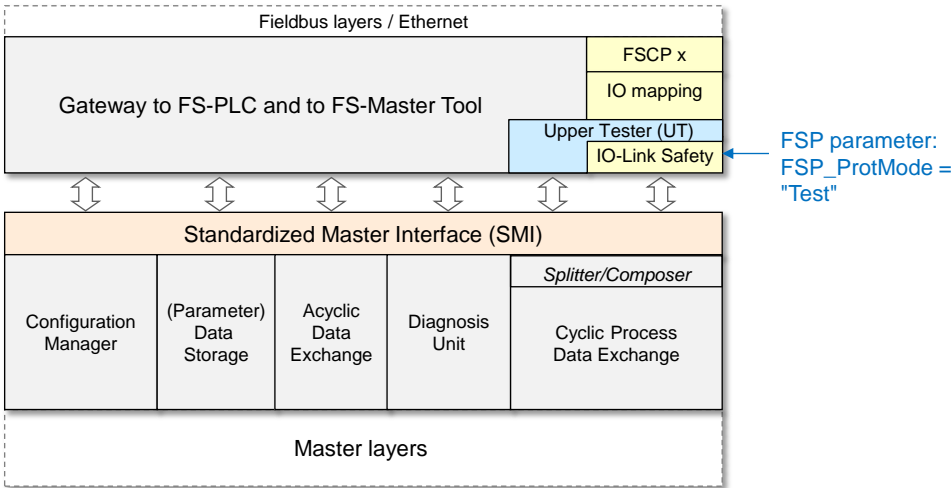 Fieldbus layers / Ethernet
FSCP x
Gateway to FS-PLC and to FS-Master Tool
IO mapping
Upper Tester (UT)
IO-Link Safety
FSP parameter:
FSP_ProtMode =
"Test"
Standardized Master Interface (SMI)
Configuration
Manager
(Parameter)
Data
Storage
Acyclic
Data
Exchange
Diagnosis
Unit
Splitter/Composer
Cyclic Process
Data Exchange
Master layers